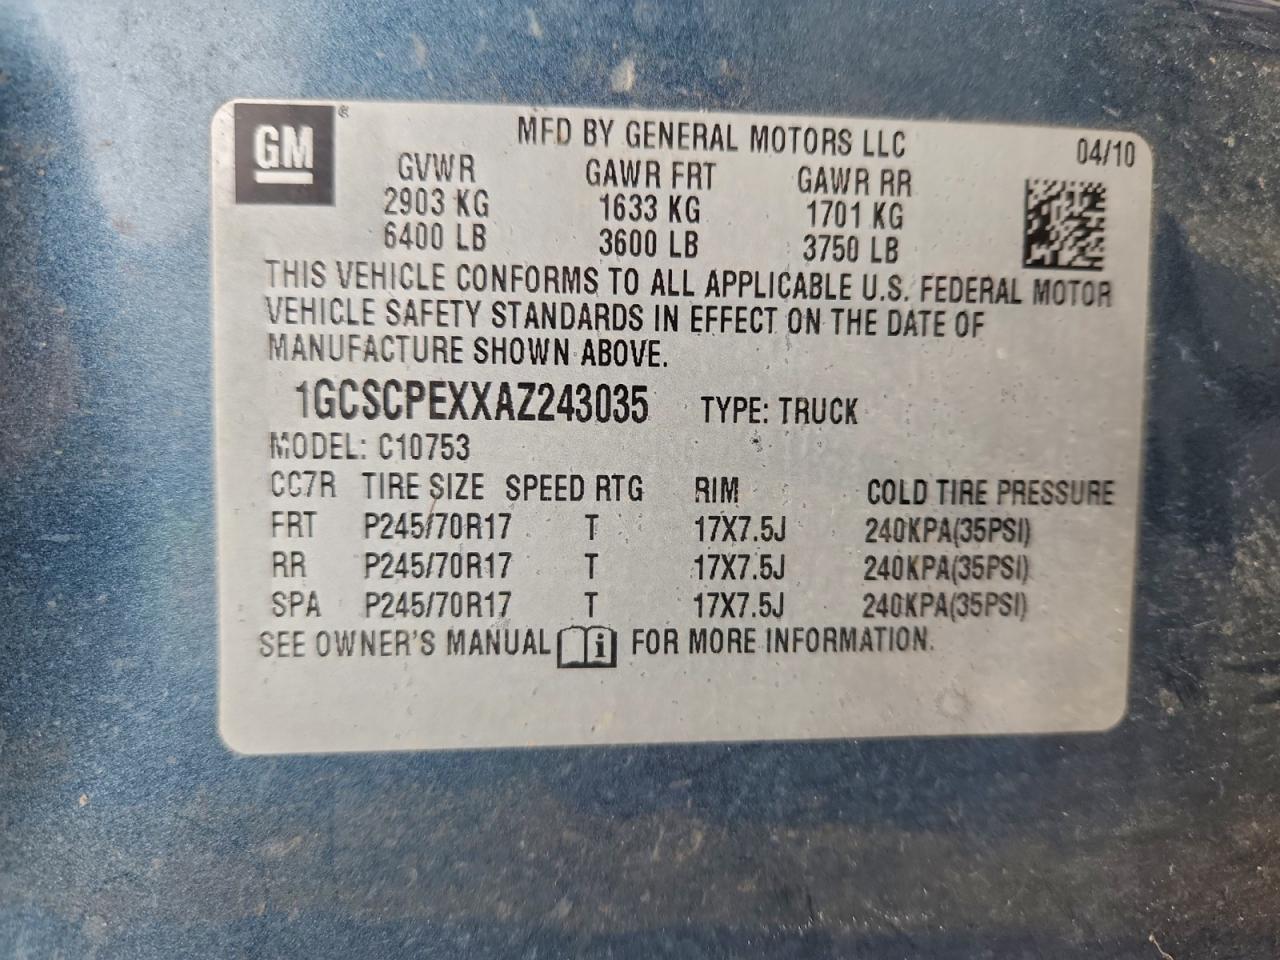 GM®
MFD BY GENERAL MOTORS LLC
04/10
GVWR GAWR FRT GAWR RR
2903 KG 1633 KG 1701 KG
6400 LB 3600 LB 3750 LB
THIS VEHICLE CONFORMS TO ALL APPLICABLE U.S. FEDERAL MOTOR
VEHICLE SAFETY STANDARDS IN EFFECT ON THE DATE OF
MANUFACTURE SHOWN ABOVE.
1GCSCPEXXAZ243035 TYPE: TRUCK
MODEL: C10753
CC7R TIRE SIZE SPEED RTG RIM COLD TIRE PRESSURE
FRT P245/70R17 T 17X7.5J 240KPA(35PSI)
RR P245/70R17 T 17X7.5J 240KPA(35PSI)
SPA P245/70R17 T 17X7.5J 240KPA(35PSI)
SEE OWNER'S MANUAL i FOR MORE INFORMATION.